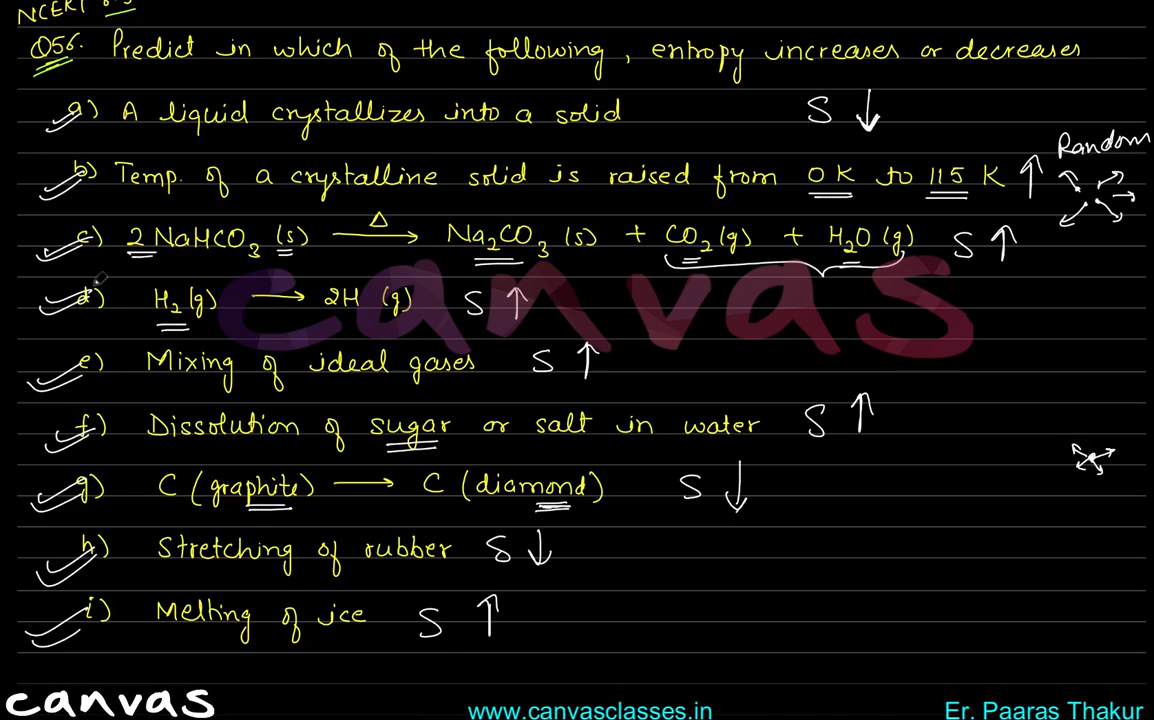 NCERT
Q56. Predict in which of the following, entropy increases or decreases
a) A liquid crystallizes into a solid S ↓
Random
b) Temp. of a crystalline solid is raised from 0 K to 115 K ↑
c) 2NaHCO₃ (s) —Δ→ Na₂CO₃ (s) + CO₂(g) + H₂O (g) S ↑
d) H₂(g) → 2H (g) S ↑
e) Mixing of ideal gases S ↑
f) Dissolution of sugar or salt in water S ↑
g) C (graphite) → C (diamond) S ↓
h) Stretching of rubber S ↓
i) Melting of ice S ↑
canvas
canvas
www.canvasclasses.in
Er. Paaras Thakur